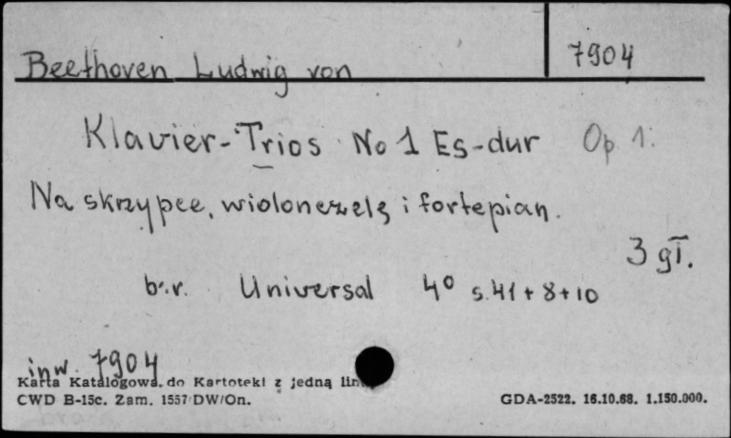 7904
Beethoven Ludwig von
Klavier-Trios No 1 Es-dur Op 1.
Na skrzypce, wiolonczelę i fortepian.
3 gł.
b.r. Universal 4° s. 41 + 8 + 10
inw. 7904
Karta Katalogowa do Kartoteki z jedną
CWD B-15c. Zam. 1557 DW/On.
GDA-2522. 16.10.68. 1.150.000.